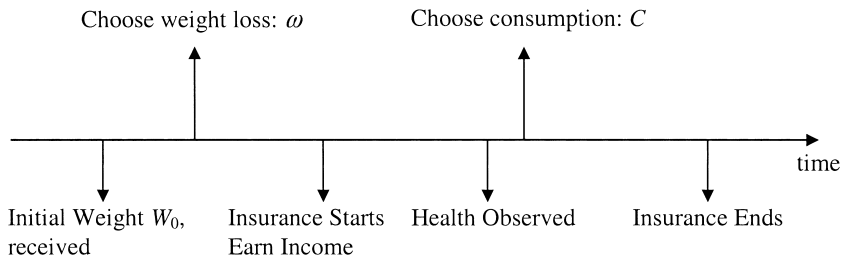 Choose weight loss: ω
Choose consumption: C
time
Initial Weight W₀,
received
Insurance Starts
Earn Income
Health Observed
Insurance Ends